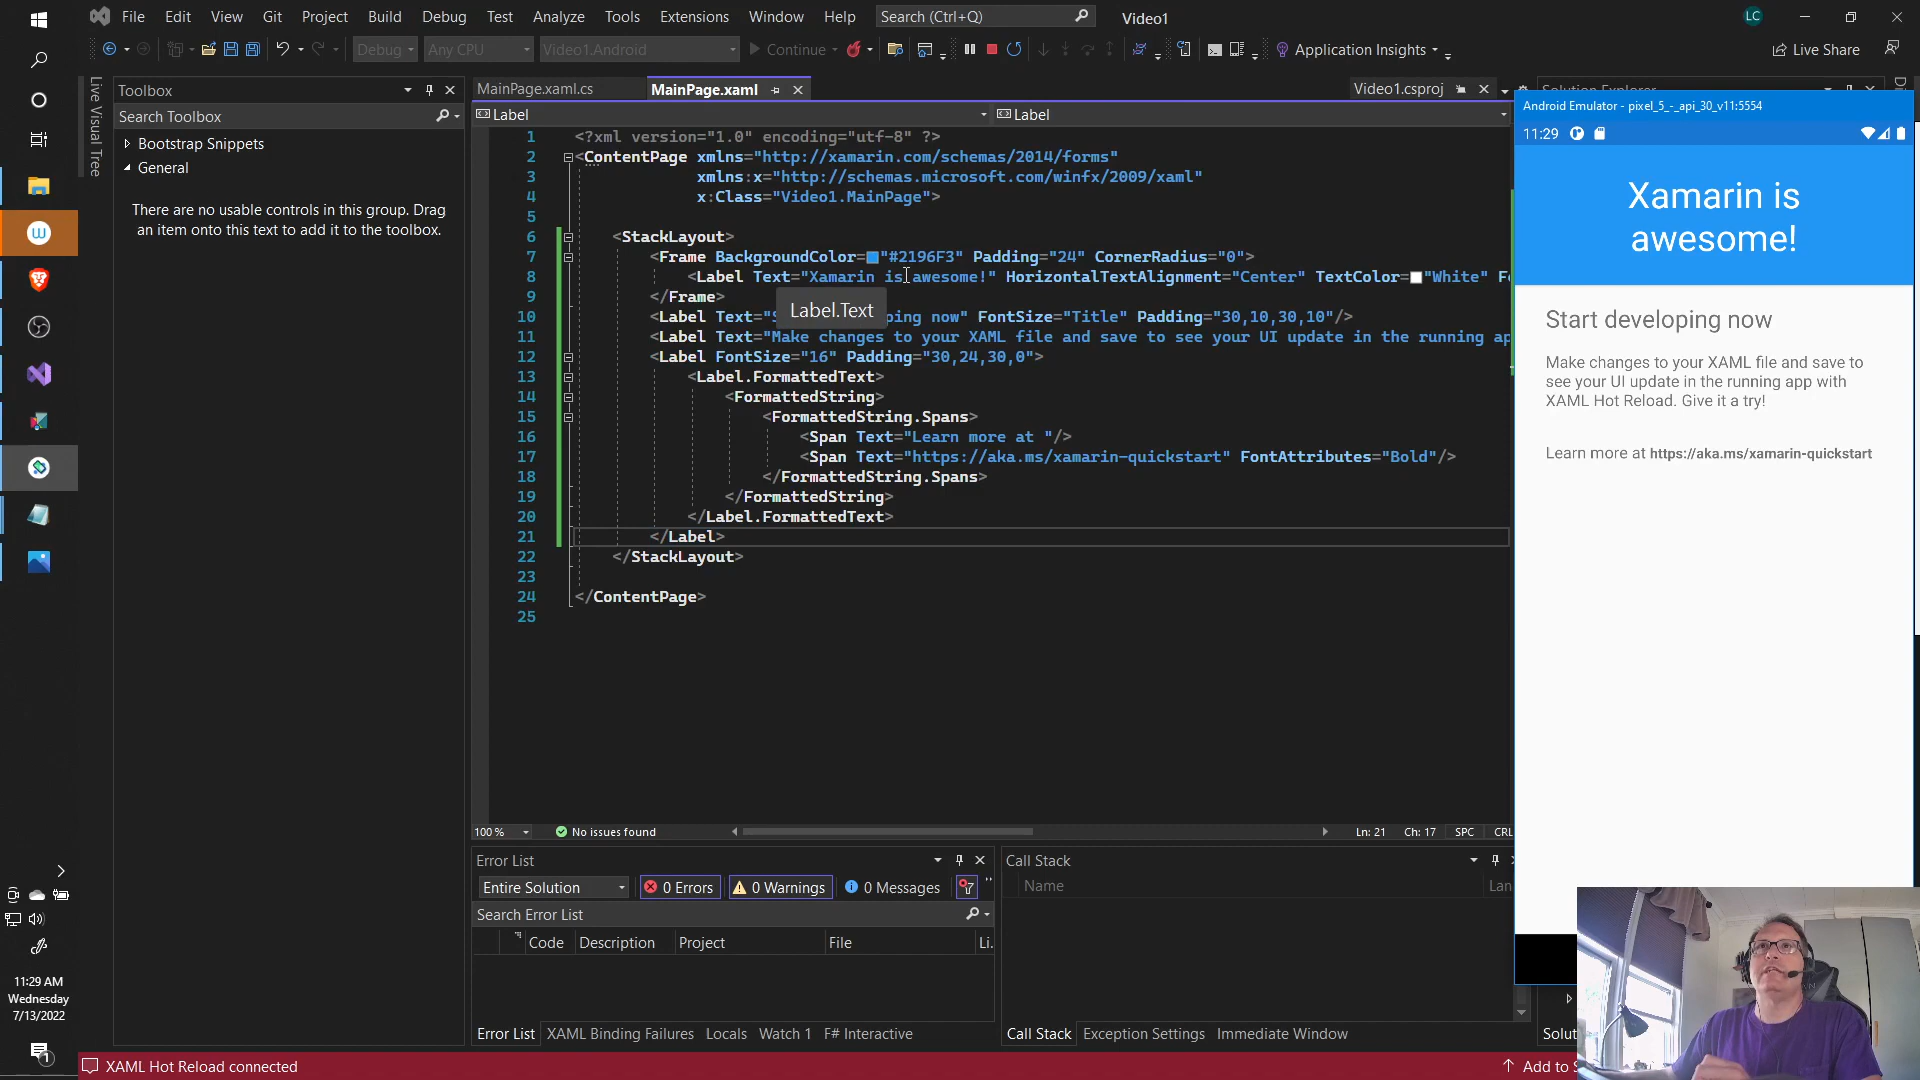 File Edit View Git Project Build Debug Test Analyze Tools Extensions Window Help Search (Ctrl+Q) Video1 LC
Debug Any CPU Video1.Android Continue Application Insights Live Share
Live Visual Tree
Toolbox
Search Toolbox
Bootstrap Snippets
General
There are no usable controls in this group. Drag
an item onto this text to add it to the toolbox.
MainPage.xaml.cs MainPage.xaml Video1.csproj
Label Label
1 <?xml version="1.0" encoding="utf-8" ?>
2 <ContentPage xmlns="http://xamarin.com/schemas/2014/forms"
3 xmlns:x="http://schemas.microsoft.com/winfx/2009/xaml"
4 x:Class="Video1.MainPage">
5
6 <StackLayout>
7 <Frame BackgroundColor="#2196F3" Padding="24" CornerRadius="0">
8 <Label Text="Xamarin is awesome!" HorizontalTextAlignment="Center" TextColor="White" Fo
9 </Frame>
Label.Text
10 <Label Text="S ping now" FontSize="Title" Padding="30,10,30,10"/>
11 <Label Text="Make changes to your XAML file and save to see your UI update in the running ap
12 <Label FontSize="16" Padding="30,24,30,0">
13 <Label.FormattedText>
14 <FormattedString>
15 <FormattedString.Spans>
16 <Span Text="Learn more at "/>
17 <Span Text="https://aka.ms/xamarin-quickstart" FontAttributes="Bold"/>
18 </FormattedString.Spans>
19 </FormattedString>
20 </Label.FormattedText>
21 </Label>
22 </StackLayout>
23
24 </ContentPage>
25
100 % No issues found Ln: 21 Ch: 17 SPC CRL
Error List
Entire Solution 0 Errors 0 Warnings 0 Messages
Search Error List
Code Description Project File Li.
Error List XAML Binding Failures Locals Watch 1 F# Interactive
Call Stack
Name Lan
Call Stack Exception Settings Immediate Window
Solut
Android Emulator - pixel_5_-_api_30_v11:5554
11:29
Xamarin is
awesome!
Start developing now
Make changes to your XAML file and save to
see your UI update in the running app with
XAML Hot Reload. Give it a try!
Learn more at https://aka.ms/xamarin-quickstart
11:29 AM
Wednesday
7/13/2022
1
XAML Hot Reload connected Add to S